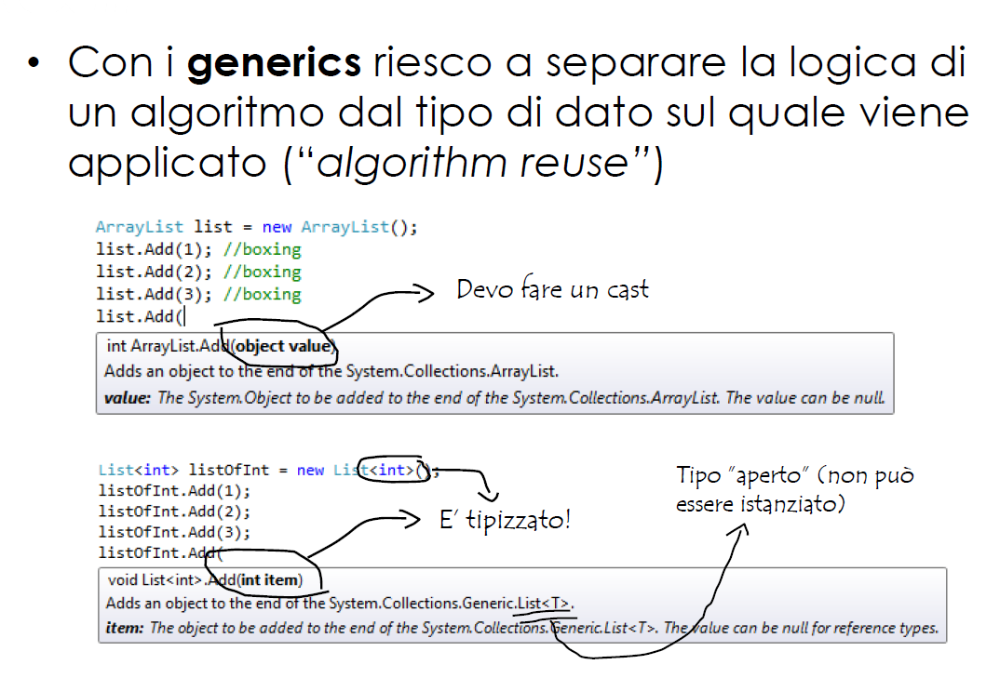 • Con i generics riesco a separare la logica di
un algoritmo dal tipo di dato sul quale viene
applicato (“algorithm reuse”)
ArrayList list = new ArrayList();
list.Add(1); //boxing
list.Add(2); //boxing
list.Add(3); //boxing
Devo fare un cast
list.Add(
int ArrayList.Add(object value)
Adds an object to the end of the System.Collections.ArrayList.
value: The System.Object to be added to the end of the System.Collections.ArrayList. The value can be null.
List<int> listOfInt = new List<int>();
listOfInt.Add(1);
listOfInt.Add(2);
listOfInt.Add(3);
listOfInt.Add(
E’ tipizzato!
Tipo “aperto” (non può
essere istanziato)
void List<int>.Add(int item)
Adds an object to the end of the System.Collections.Generic.List<T>.
item: The object to be added to the end of the System.Collections.Generic.List<T>. The value can be null for reference types.